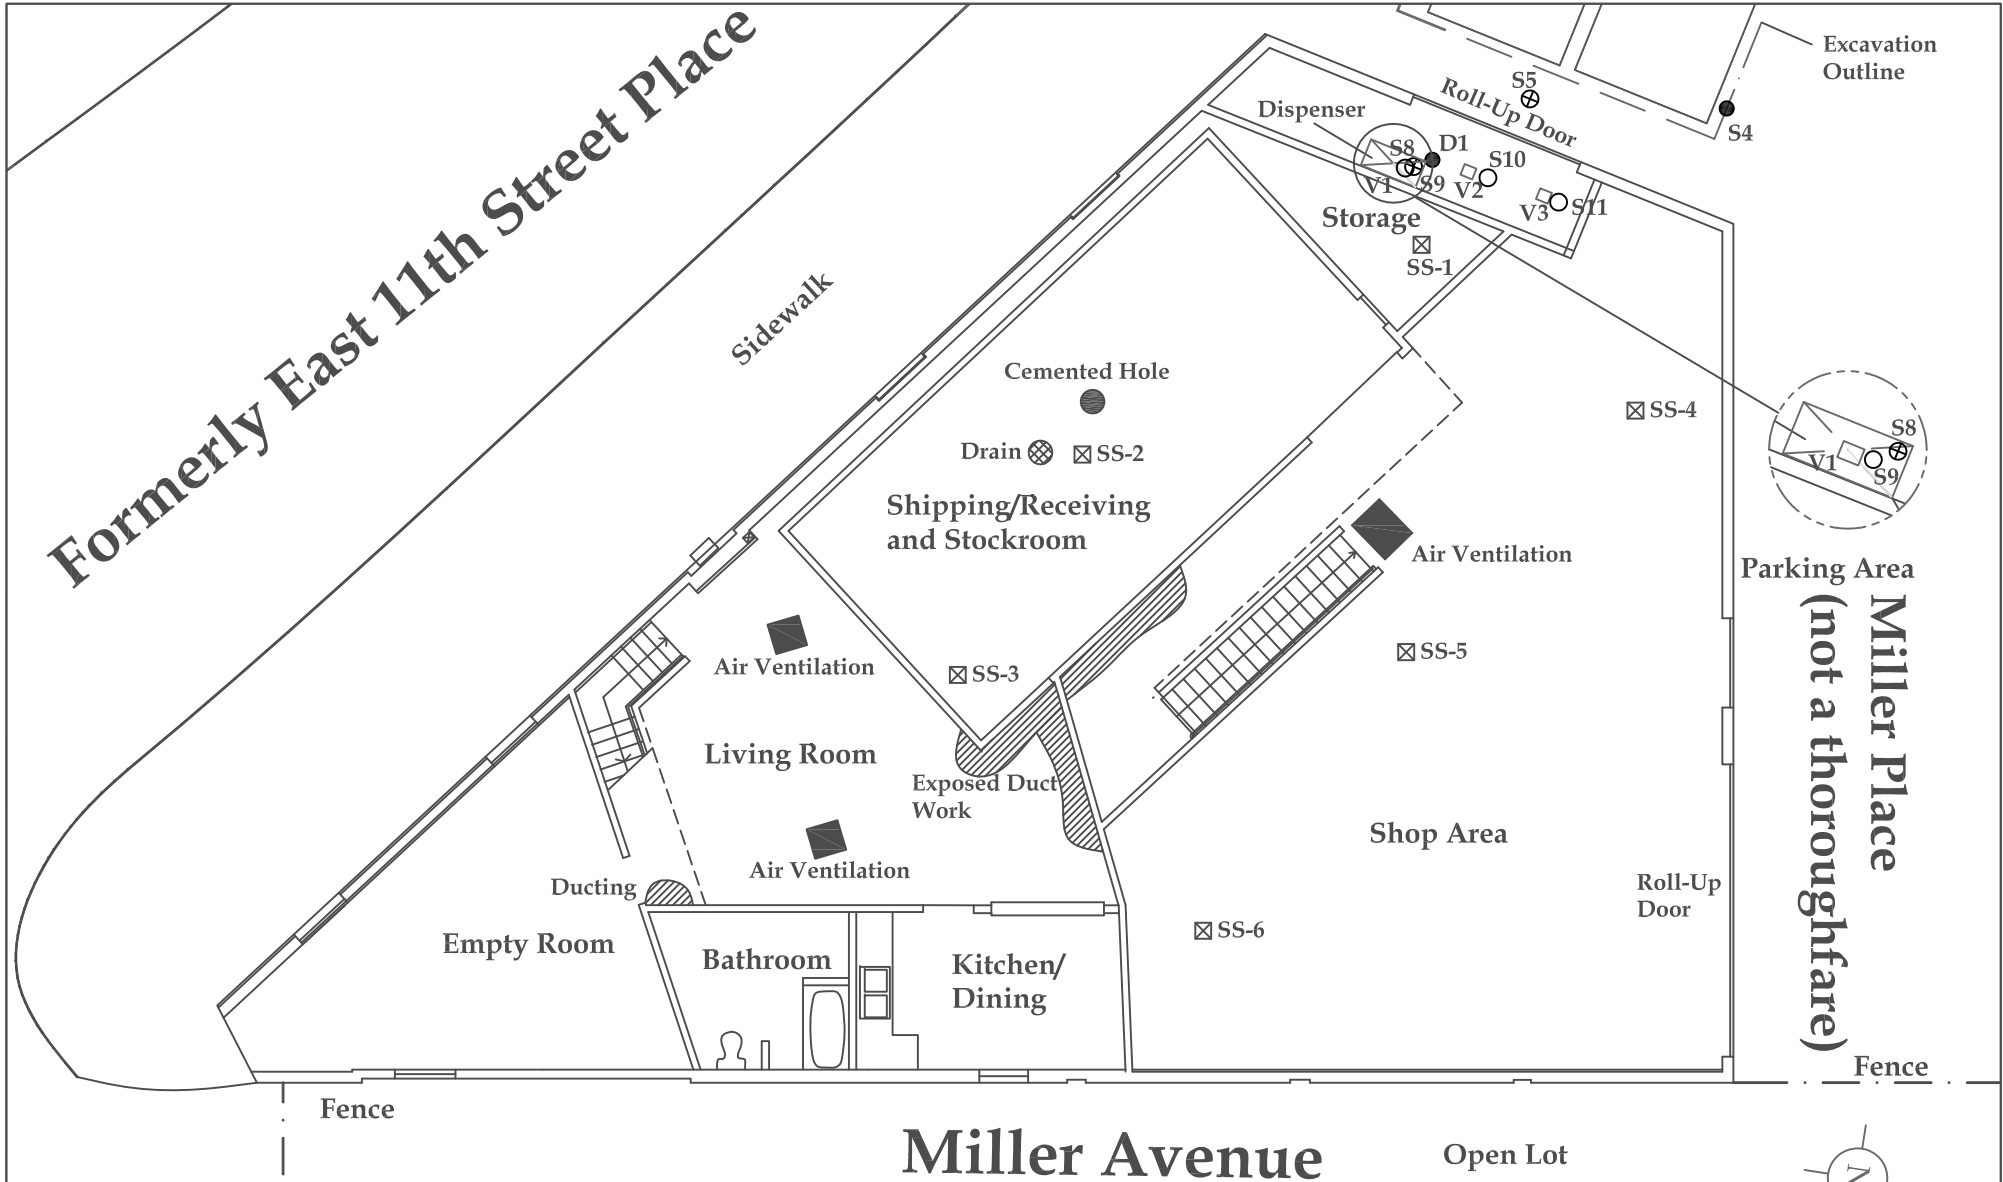 Formerly East 11th Street Place
Sidewalk
Excavation
Outline
S5
S4
Roll-Up Door
Dispenser
S8
D1
V1
S9
S10
V2
V3
S11
Storage
SS-1
Cemented Hole
Drain
SS-2
Shipping/Receiving
and Stockroom
SS-4
S8
V1
S9
Air Ventilation
Parking Area
Miller Place
(not a thoroughfare)
SS-5
Air Ventilation
SS-3
Living Room
Exposed Duct
Work
Air Ventilation
Ducting
Shop Area
Roll-Up
Door
Empty Room
Bathroom
Kitchen/
Dining
SS-6
Fence
Fence
Miller Avenue
Open Lot
N